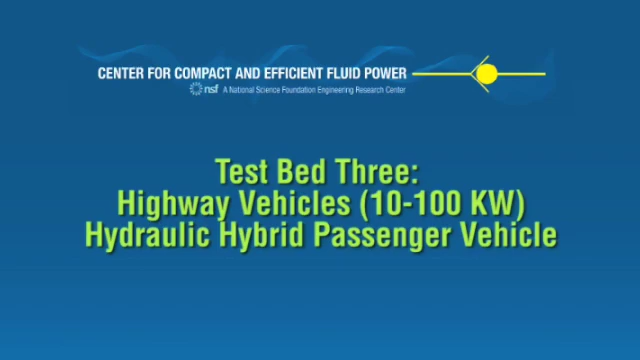 CENTER FOR COMPACT AND EFFICIENT FLUID POWER
nsf A National Science Foundation Engineering Research Center
Test Bed Three:
Highway Vehicles (10-100 KW)
Hydraulic Hybrid Passenger Vehicle